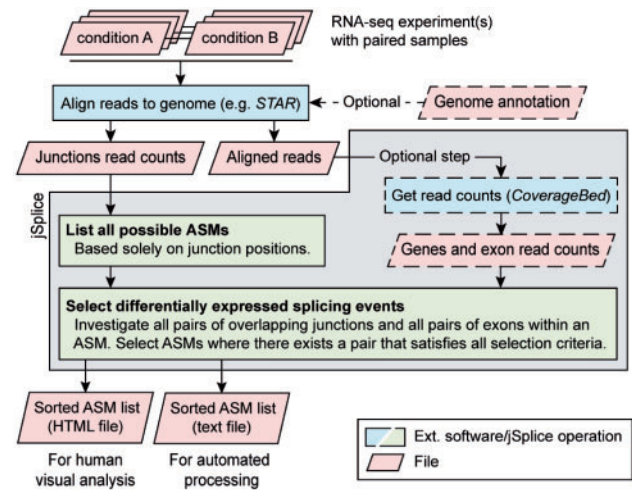 condition A
condition B
RNA-seq experiment(s)
with paired samples
Align reads to genome (e.g. STAR)
Optional
Genome annotation
Junctions read counts
Aligned reads
Optional step
jSplice
Get read counts (CoverageBed)
List all possible ASMs
Based solely on junction positions.
Genes and exon read counts
Select differentially expressed splicing events
Investigate all pairs of overlapping junctions and all pairs of exons within an
ASM. Select ASMs where there exists a pair that satisfies all selection criteria.
Sorted ASM list
(HTML file)
Sorted ASM list
(text file)
For human
visual analysis
For automated
processing
Ext. software/jSplice operation
File